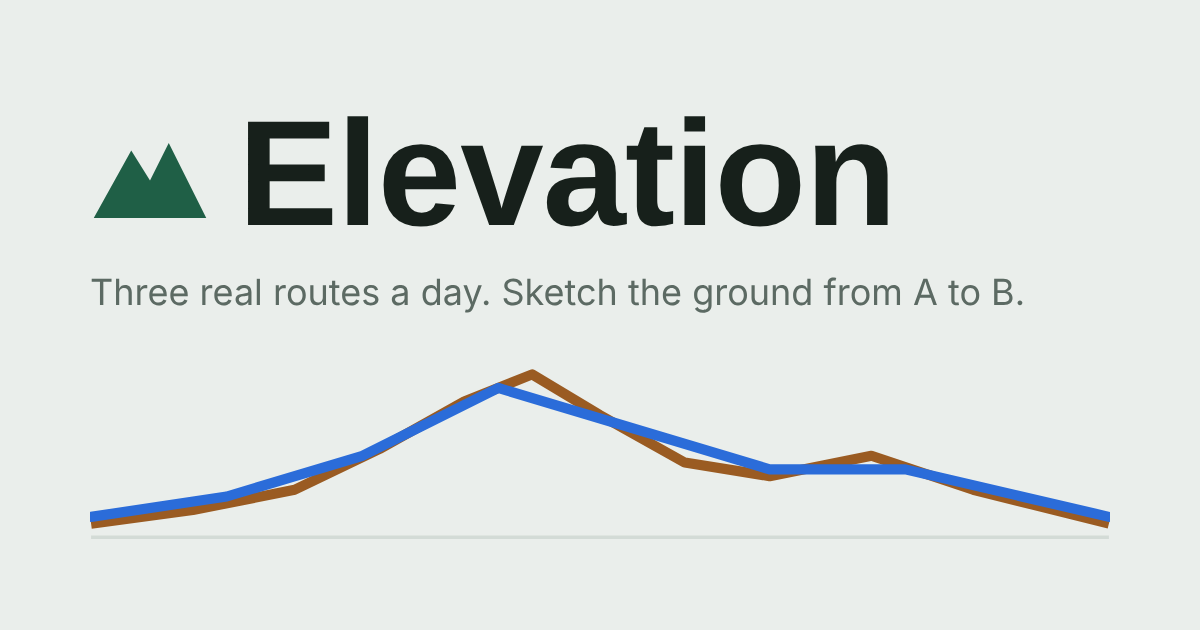 Elevation
Three real routes a day. Sketch the ground from A to B.